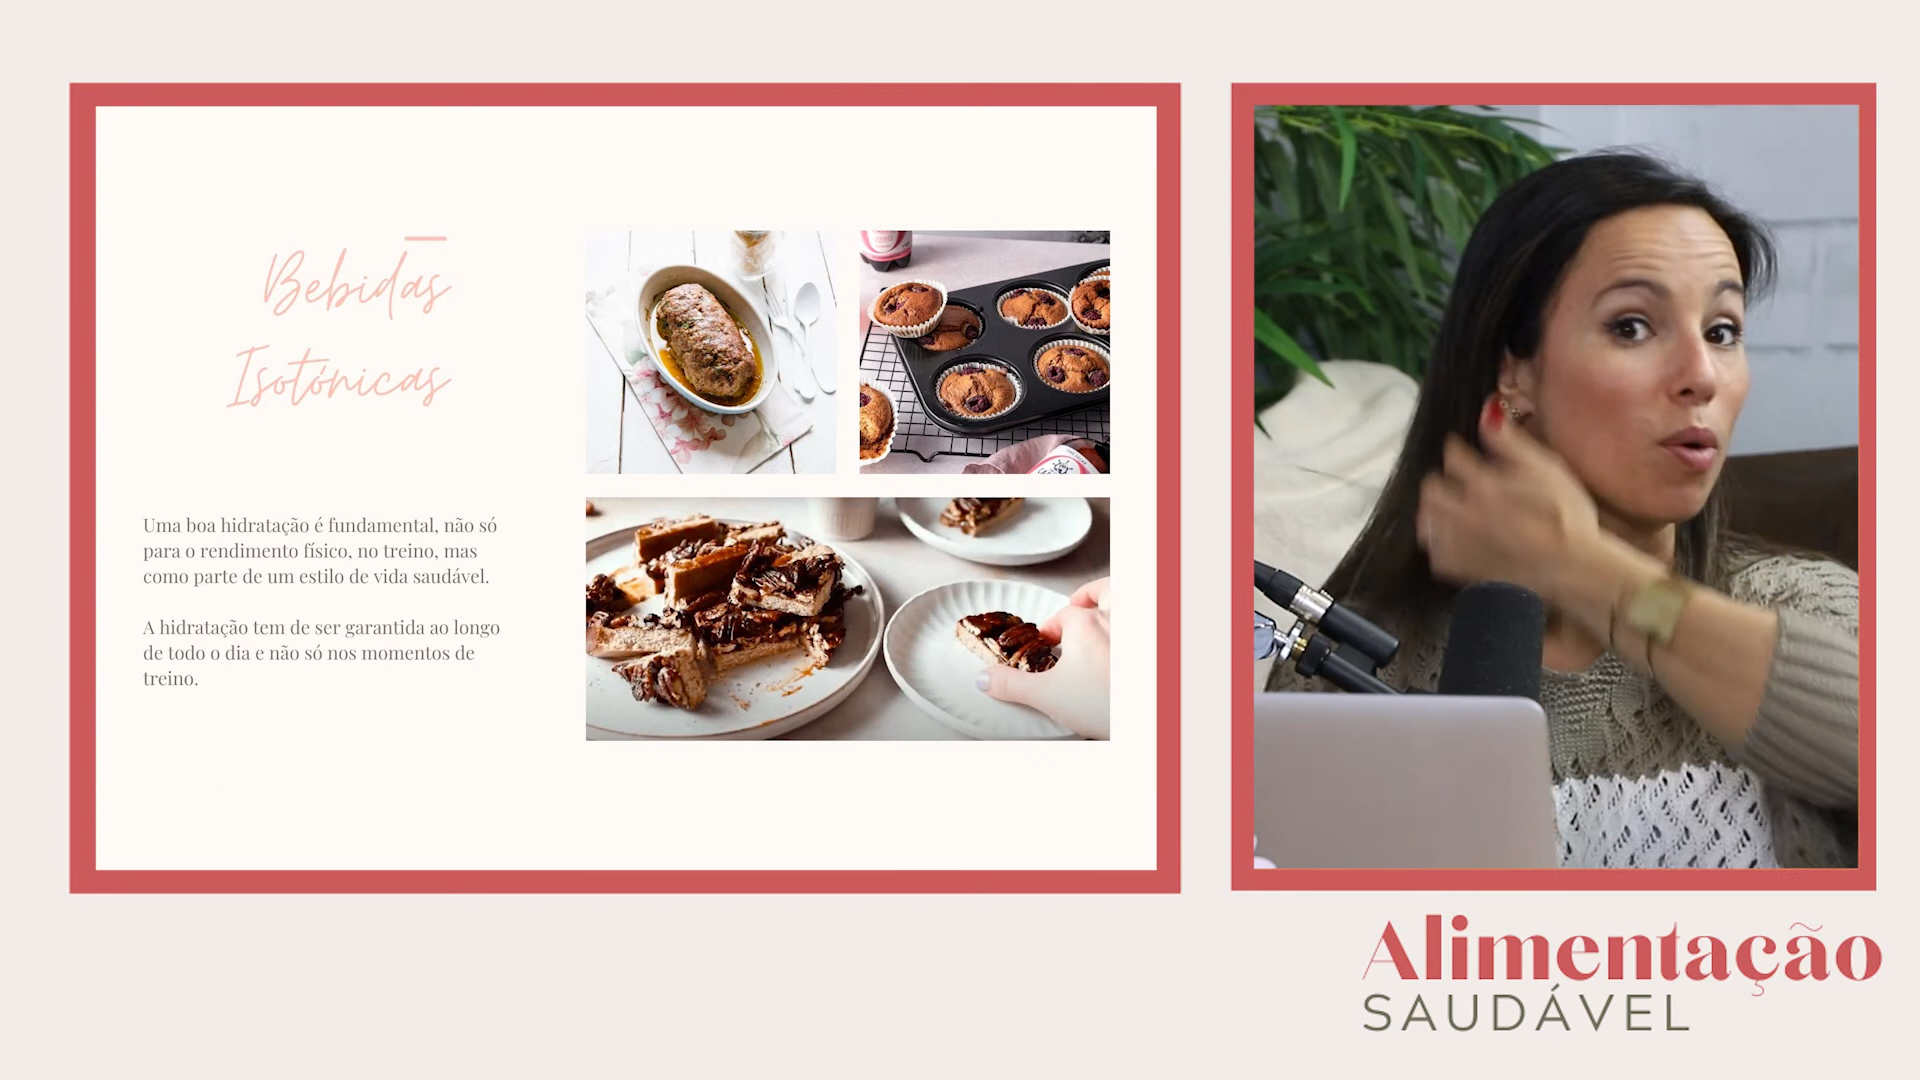 Bebidas
Isotónicas
Uma boa hidratação é fundamental, não só
para o rendimento físico, no treino, mas
como parte de um estilo de vida saudável.
A hidratação tem de ser garantida ao longo
de todo o dia e não só nos momentos de
treino.
Alimentação
SAUDÁVEL